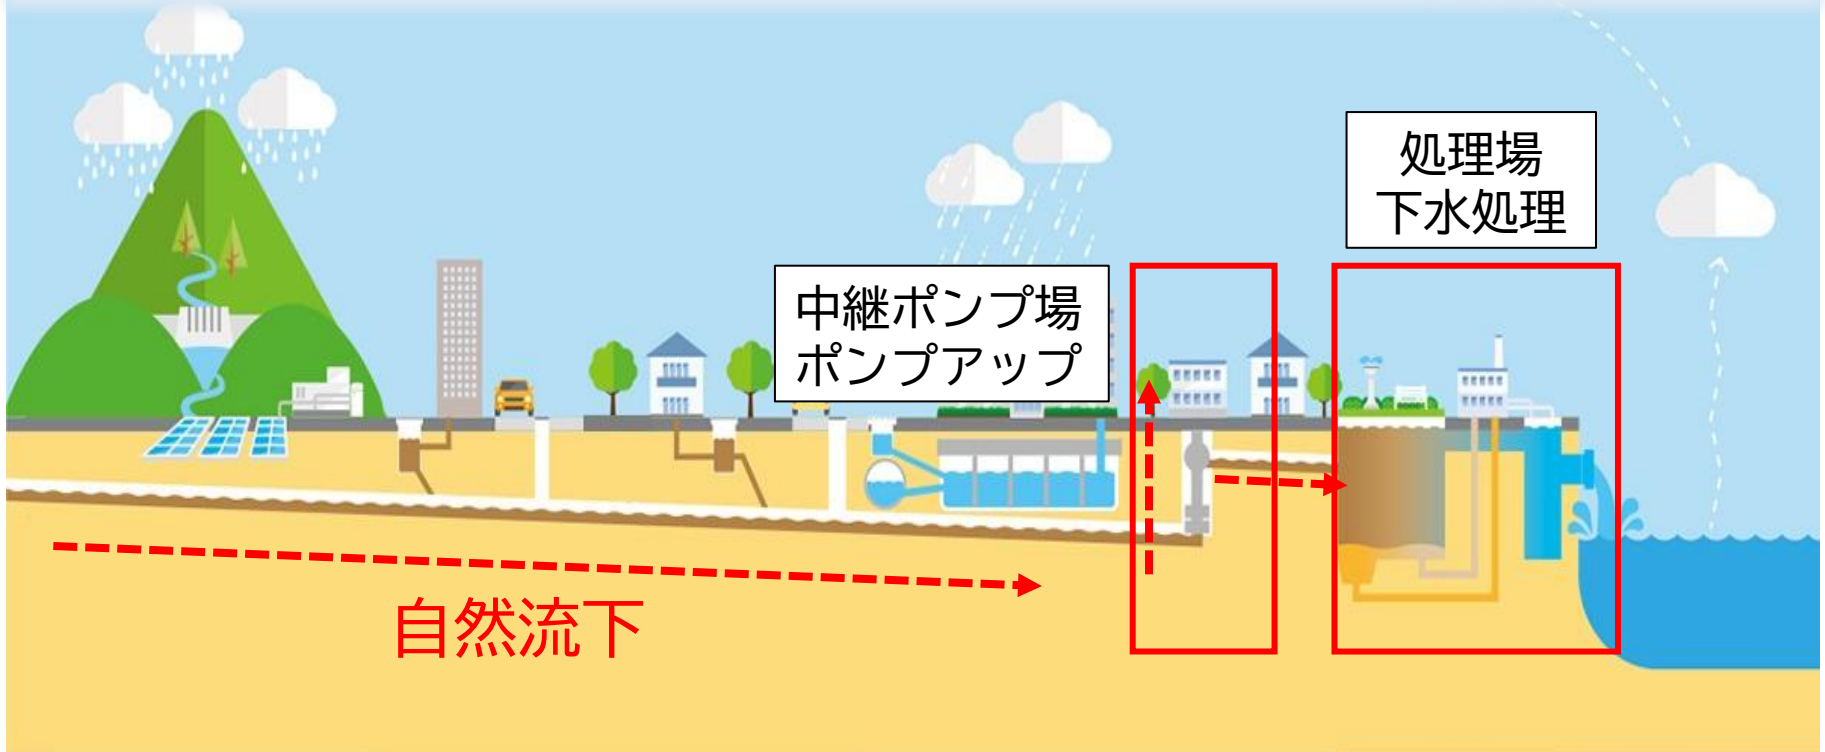 処理場
下水処理
中継ポンプ場
ポンプアップ
自然流下